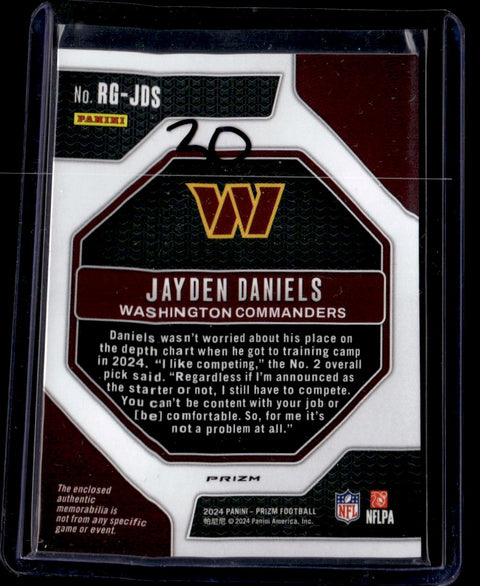 No. RG-JDS
PANINI
20
W
JAYDEN DANIELS
WASHINGTON COMMANDERS
Daniels wasn't worried about his place on
the depth chart when he got to training camp
in 2024. "I like competing," the No. 2 overall
pick said. "Regardless if I'm announced as
the starter or not, I still have to compete.
You can't be content with your job or
[be] comfortable. So, for me it's
not a problem at all."
PRIZM
The enclosed
authentic
memorabilia is
not from any specific
game or event.
2024 PANINI - PRIZM FOOTBALL
帕尼尼 © 2024 Panini America, Inc.
NFL
NFLPA